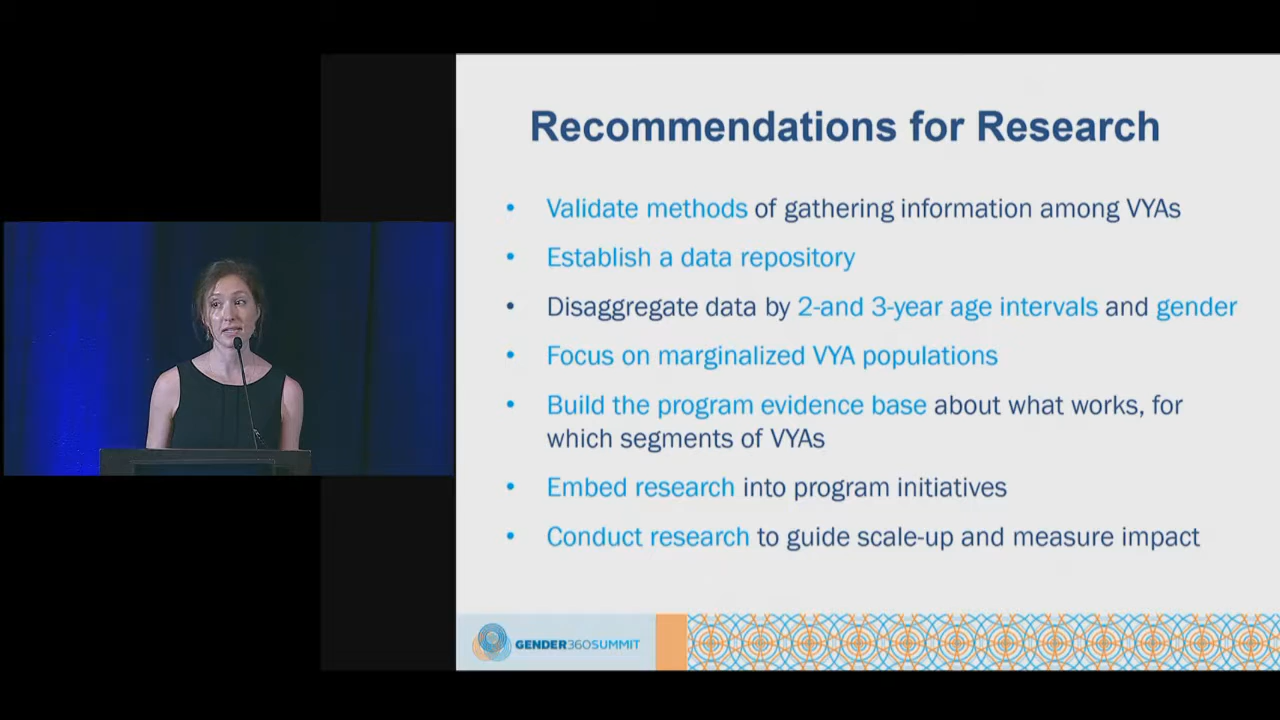 Recommendations for Research
• Validate methods of gathering information among VYAs
• Establish a data repository
• Disaggregate data by 2-and 3-year age intervals and gender
• Focus on marginalized VYA populations
• Build the program evidence base about what works, for
which segments of VYAs
• Embed research into program initiatives
• Conduct research to guide scale-up and measure impact
GENDER360SUMMIT